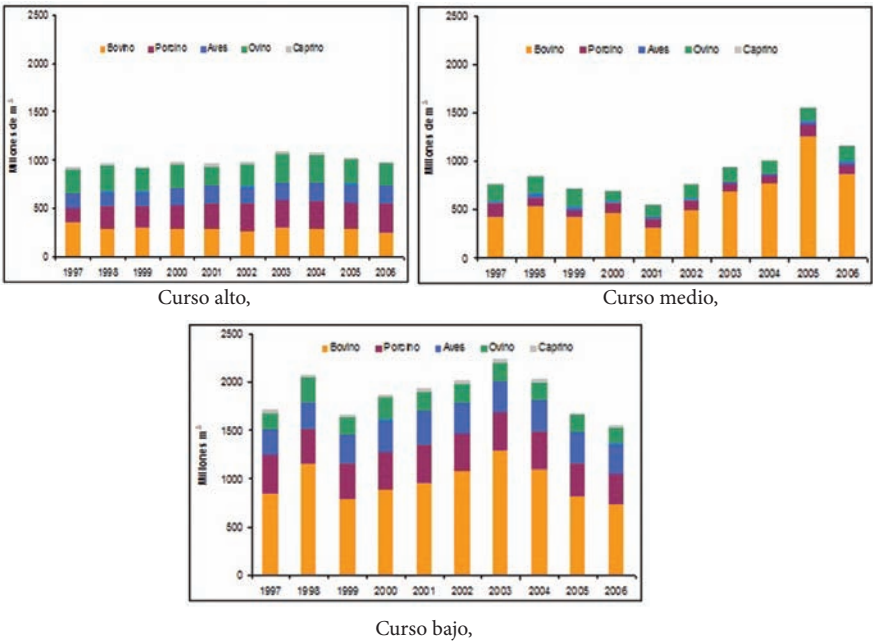 2500
Bovino Porcino Aves Ovino Caprino
2000
1500
1000
500
0
Millones de m³
1997 1998 1999 2000 2001 2002 2003 2004 2005 2006
Curso alto,
2500
Bovino Porcino Aves Ovino Caprino
2000
1500
1000
500
0
Millones de m³
1997 1998 1999 2000 2001 2002 2003 2004 2005 2006
Curso medio,
2500
Bovino Porcino Aves Ovino Caprino
2000
1500
1000
500
0
Millones m³
1997 1998 1999 2000 2001 2002 2003 2004 2005 2006
Curso bajo,